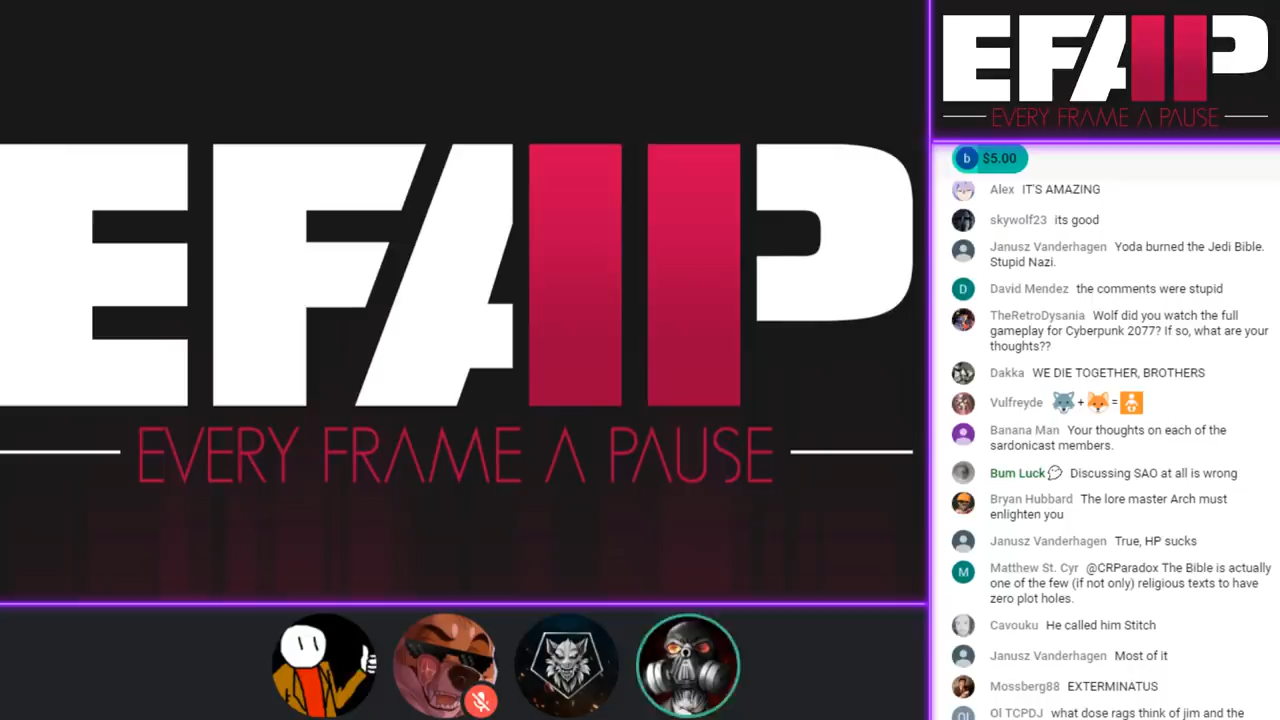 EFAP
EVERY FRAME A PAUSE
EFAP
EVERY FRAME A PAUSE
b $5.00
Alex IT'S AMAZING
skywolf23 its good
Janusz Vanderhagen Yoda burned the Jedi Bible.
Stupid Nazi.
D David Mendez the comments were stupid
TheRetroDysania Wolf did you watch the full
gameplay for Cyberpunk 2077? If so, what are your
thoughts??
Dakka WE DIE TOGETHER, BROTHERS
Vulfreyde + =
Banana Man Your thoughts on each of the
sardonicast members.
Bum Luck Discussing SAO at all is wrong
Bryan Hubbard The lore master Arch must
enlighten you
Janusz Vanderhagen True, HP sucks
M Matthew St. Cyr @CRParadox The Bible is actually
one of the few (if not only) religious texts to have
zero plot holes.
Cavouku He called him Stitch
Janusz Vanderhagen Most of it
Mossberg88 EXTERMINATUS
Ol TCPDJ what dose rags think of jim and the